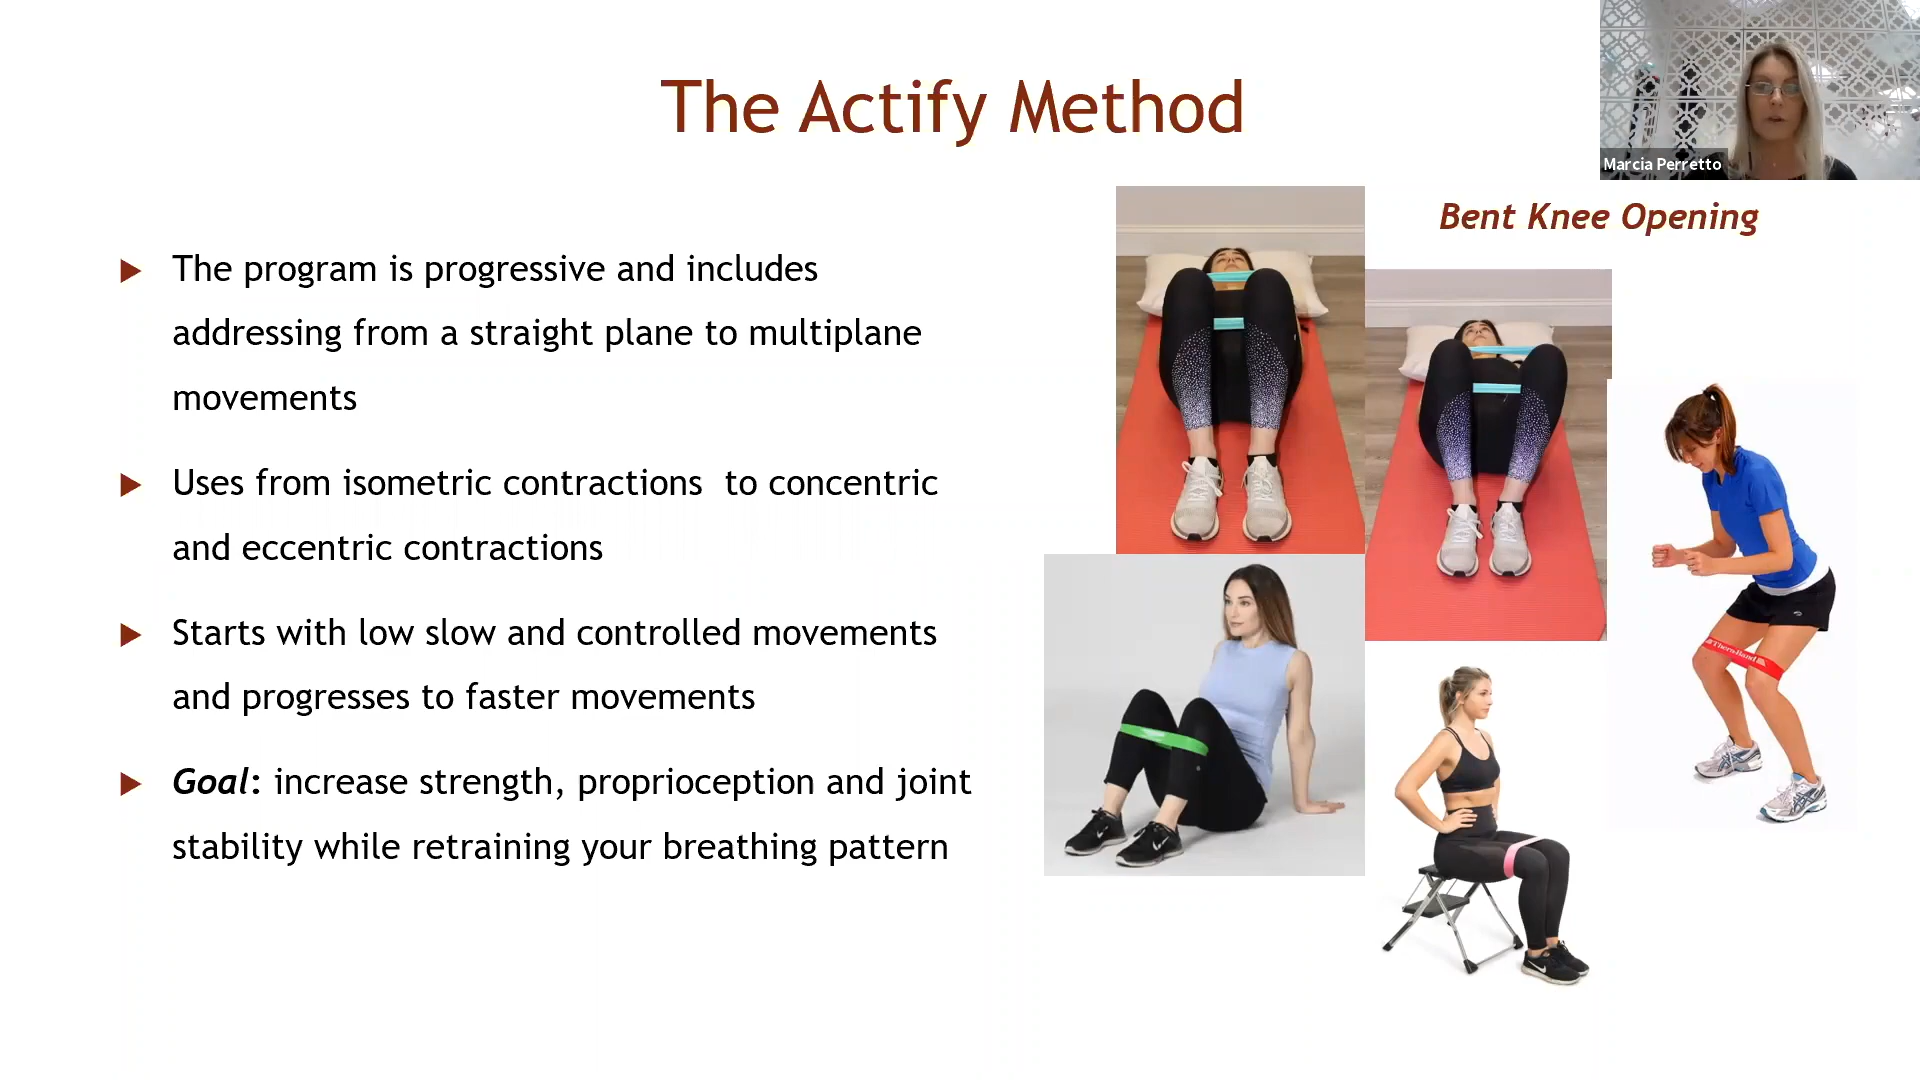 The Actify Method
Marcia Perretto
Bent Knee Opening
The program is progressive and includes
addressing from a straight plane to multiplane
movements
Uses from isometric contractions  to concentric
and eccentric contractions
Starts with low slow and controlled movements
and progresses to faster movements
Goal: increase strength, proprioception and joint
stability while retraining your breathing pattern
Thera-Band